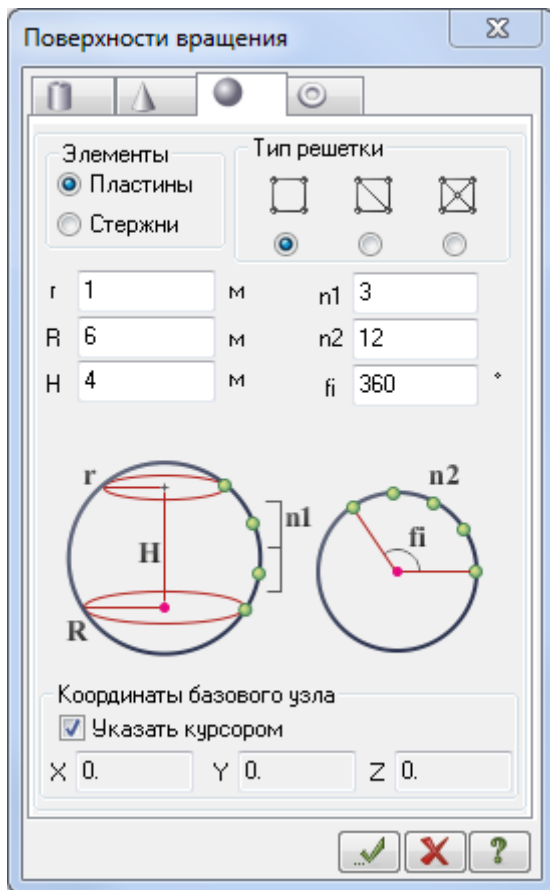 Поверхности вращения
Элементы
Тип решетки
Пластины
Стержни
r 1 м n1 3
R 6 м n2 12
H 4 м fi 360 °
r
n1
H
R
n2
fi
Координаты базового узла
Указать курсором
X 0. Y 0. Z 0.
?